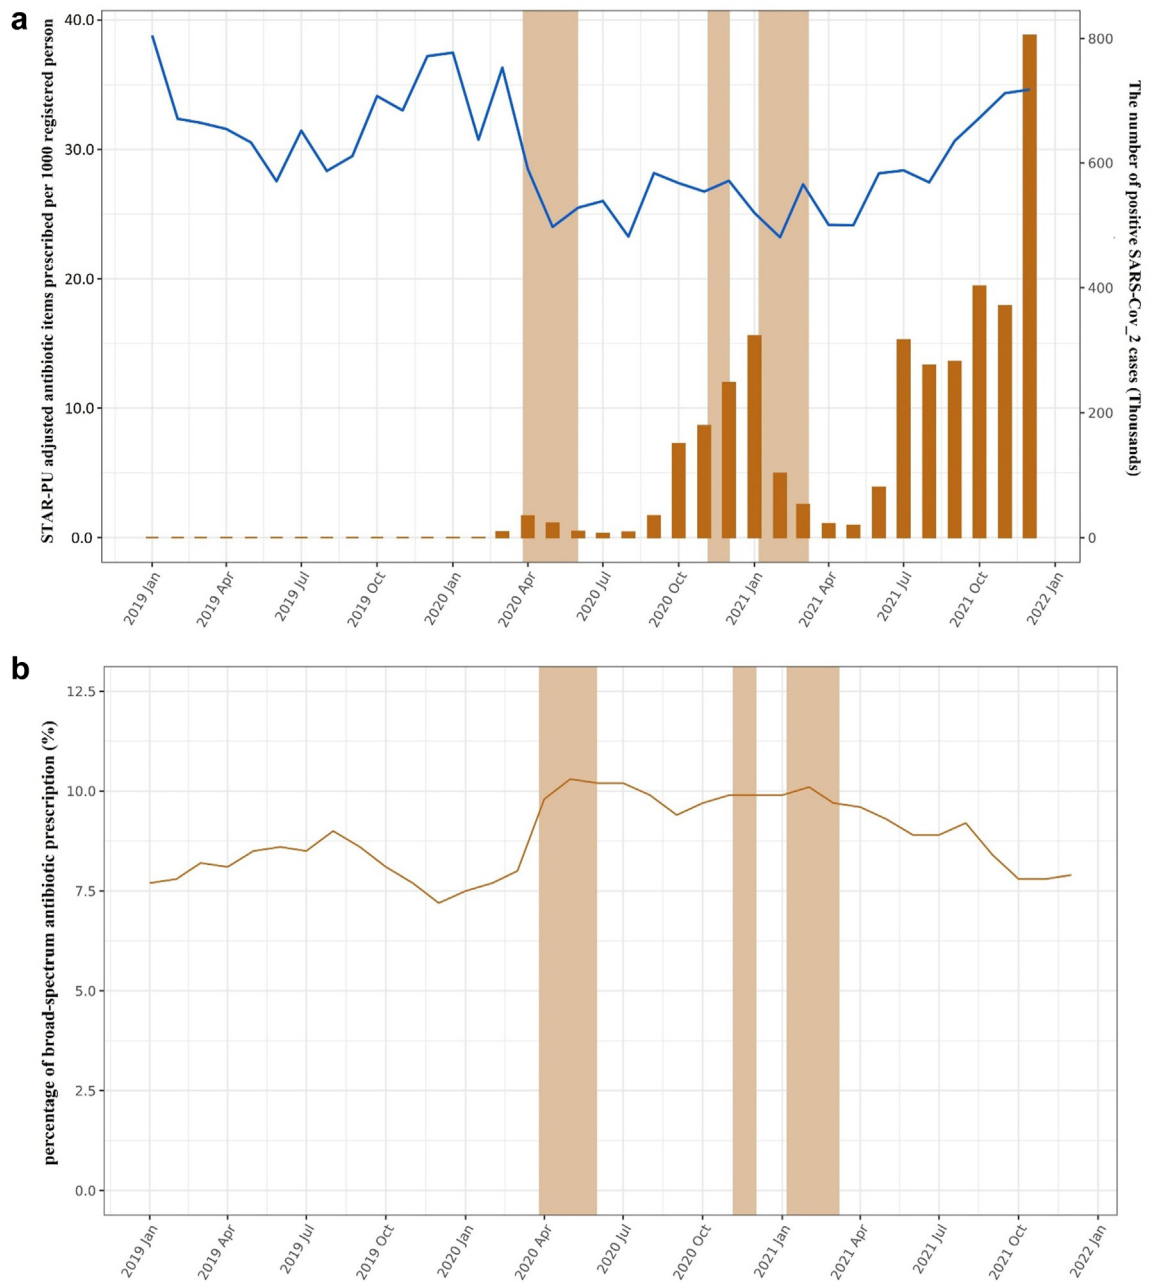 a
STAR-PU adjusted antibiotic items prescribed per 1000 registered person
40.0
30.0
20.0
10.0
0.0
800
600
400
200
0
The number of positive SARS-Cov_2 cases (Thousands)
2019 Jan
2019 Apr
2019 Jul
2019 Oct
2020 Jan
2020 Apr
2020 Jul
2020 Oct
2021 Jan
2021 Apr
2021 Jul
2021 Oct
2022 Jan
b
percentage of broad-spectrum antibiotic prescription (%)
12.5
10.0
7.5
5.0
2.5
0.0
2019 Jan
2019 Apr
2019 Jul
2019 Oct
2020 Jan
2020 Apr
2020 Jul
2020 Oct
2021 Jan
2021 Apr
2021 Jul
2021 Oct
2022 Jan